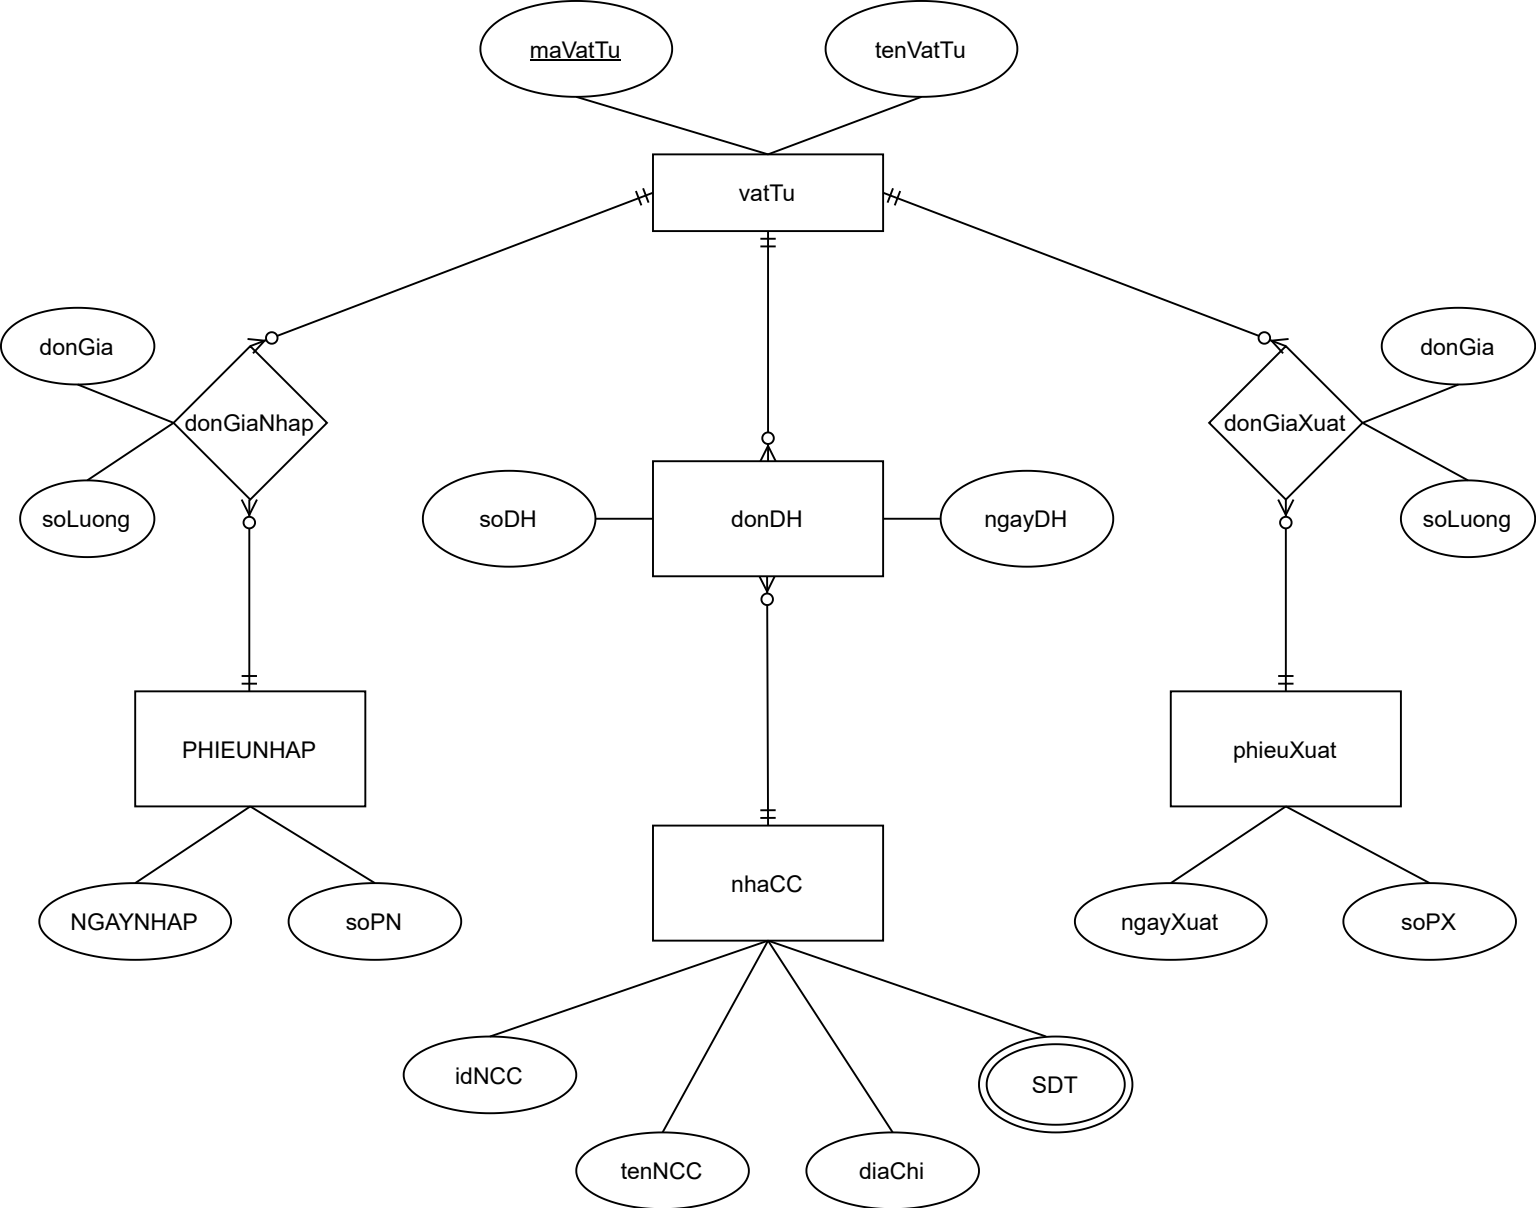 maVatTu
tenVatTu
vatTu
donGia
donGiaNhap
soLuong
donGia
donGiaXuat
soLuong
soDH
donDH
ngayDH
PHIEUNHAP
phieuXuat
nhaCC
NGAYNHAP
soPN
ngayXuat
soPX
idNCC
SDT
tenNCC
diaChi